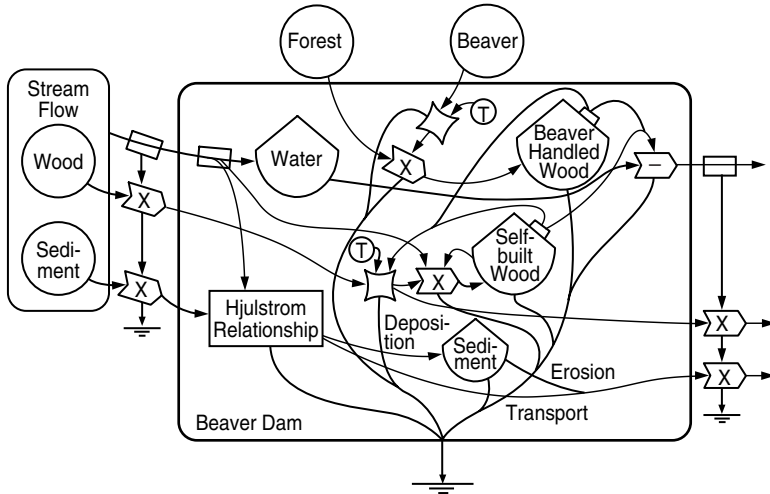 Forest
Beaver
Stream
Flow
Wood
Sedi-
ment
X
X
T
X
Water
Beaver
Handled
Wood
–
T
X
Self-
built
Wood
Hjulstrom
Relationship
Deposi-
tion
Sedi-
ment
Erosion
Transport
Beaver Dam
X
X